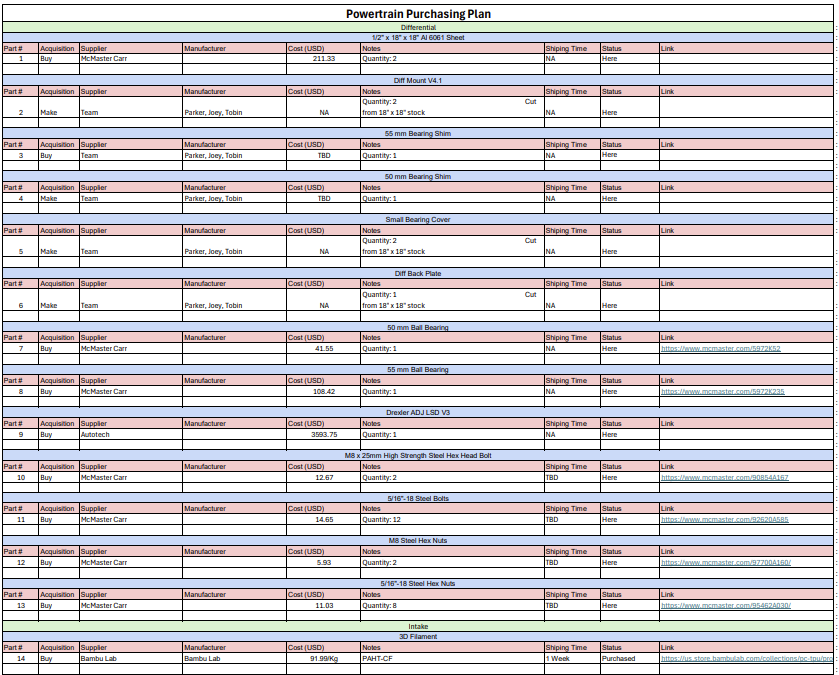 Powertrain Purchasing Plan
Differential
1/2" x 18" x 18" Al 6061 Sheet
Part # Acquisition Supplier Manufacturer Cost (USD) Notes Shiping Time Status Link
1 Buy McMaster Carr 211.33 Quantity: 2 NA Here
Diff Mount V4.1
Part # Acquisition Supplier Manufacturer Cost (USD) Notes Shiping Time Status Link
Quantity: 2 Cut
2 Make Team Parker, Joey, Tobin NA from 18" x 18" stock NA Here
55 mm Bearing Shim
Part # Acquisition Supplier Manufacturer Cost (USD) Notes Shiping Time Status Link
3 Buy Team Parker, Joey, Tobin TBD Quantity: 1 NA Here
50 mm Bearing Shim
Part # Acquisition Supplier Manufacturer Cost (USD) Notes Shiping Time Status Link
4 Make Team Parker, Joey, Tobin TBD Quantity: 1 NA Here
Small Bearing Cover
Part # Acquisition Supplier Manufacturer Cost (USD) Notes Shiping Time Status Link
Quantity: 2 Cut
5 Make Team Parker, Joey, Tobin NA from 18" x 18" stock NA Here
Diff Back Plate
Part # Acquisition Supplier Manufacturer Cost (USD) Notes Shiping Time Status Link
Quantity: 1 Cut
6 Make Team Parker, Joey, Tobin NA from 18" x 18" stock NA Here
50 mm Ball Bearing
Part # Acquisition Supplier Manufacturer Cost (USD) Notes Shiping Time Status Link
7 Buy McMaster Carr 41.55 Quantity: 1 NA Here https://www.mcmaster.com/5972K52
55 mm Ball Bearing
Part # Acquisition Supplier Manufacturer Cost (USD) Notes Shiping Time Status Link
8 Buy McMaster Carr 108.42 Quantity: 1 NA Here https://www.mcmaster.com/5972K235
Drexler ADJ LSD V3
Part # Acquisition Supplier Manufacturer Cost (USD) Notes Shiping Time Status Link
9 Buy Autotech 3593.75 Quantity: 1 NA Here
M8 x 25mm High Strength Steel Hex Head Bolt
Part # Acquisition Supplier Manufacturer Cost (USD) Notes Shiping Time Status Link
10 Buy McMaster Carr 12.67 Quantity: 2 TBD Here https://www.mcmaster.com/90854A167
5/16"-18 Steel Bolts
Part # Acquisition Supplier Manufacturer Cost (USD) Notes Shiping Time Status Link
11 Buy McMaster Carr 14.65 Quantity: 12 TBD Here https://www.mcmaster.com/92620A585
M8 Steel Hex Nuts
Part # Acquisition Supplier Manufacturer Cost (USD) Notes Shiping Time Status Link
12 Buy McMaster Carr 5.93 Quantity: 2 TBD Here https://www.mcmaster.com/97700A160/
5/16"-18 Steel Hex Nuts
Part # Acquisition Supplier Manufacturer Cost (USD) Notes Shiping Time Status Link
13 Buy McMaster Carr 11.03 Quantity: 8 TBD Here https://www.mcmaster.com/95462A030/
Intake
3D Filament
Part # Acquisition Supplier Manufacturer Cost (USD) Notes Shiping Time Status Link
14 Buy Bambu Lab Bambu Lab 91.99/Kg PAHT-CF 1 Week Purchased https://us.store.bambulab.com/collections/pc-tpu/pro